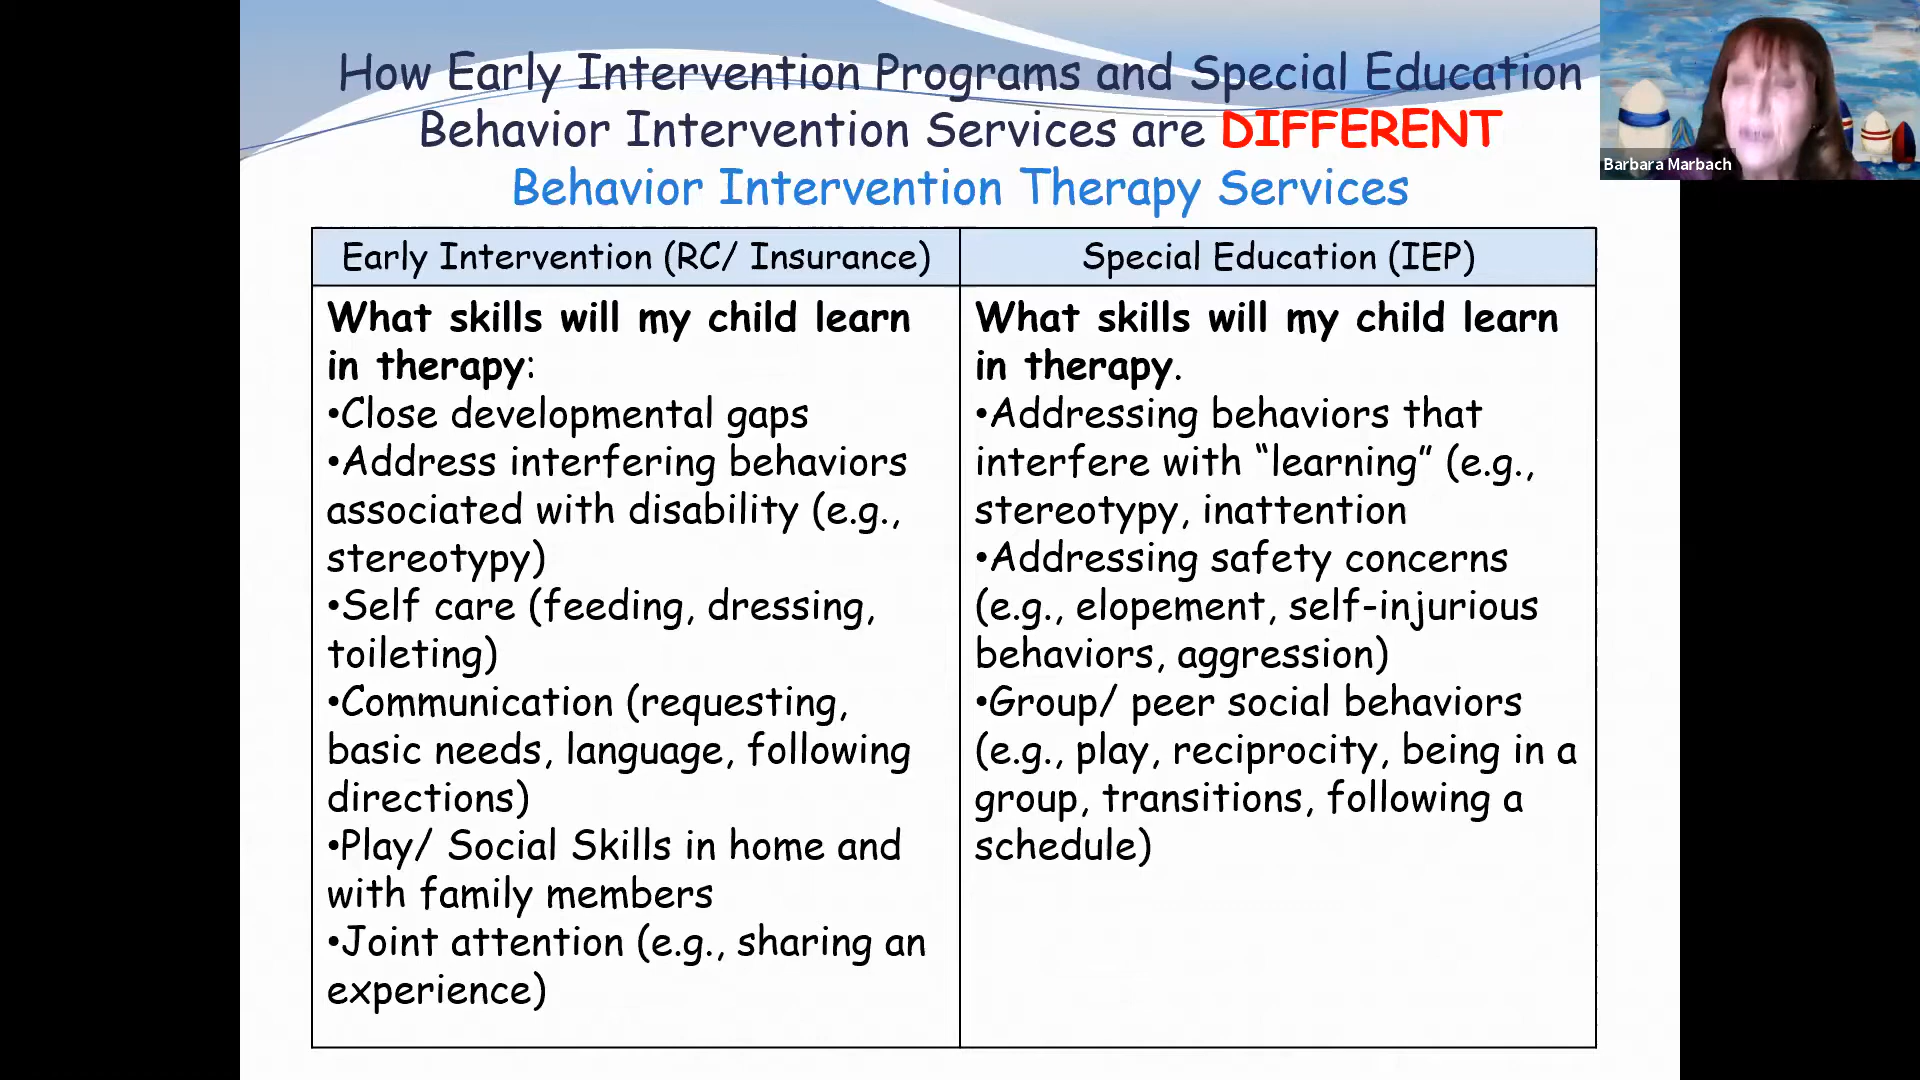 How Early Intervention Programs and Special Education
Behavior Intervention Services are DIFFERENT
Behavior Intervention Therapy Services
Barbara Marbach
Early Intervention (RC/ Insurance)
What skills will my child learn
in therapy:
•Close developmental gaps
•Address interfering behaviors
associated with disability (e.g.,
stereotypy)
•Self care (feeding, dressing,
toileting)
•Communication (requesting,
basic needs, language, following
directions)
•Play/ Social Skills in home and
with family members
•Joint attention (e.g., sharing an
experience)
Special Education (IEP)
What skills will my child learn
in therapy.
•Addressing behaviors that
interfere with “learning” (e.g.,
stereotypy, inattention
•Addressing safety concerns
(e.g., elopement, self-injurious
behaviors, aggression)
•Group/ peer social behaviors
(e.g., play, reciprocity, being in a
group, transitions, following a
schedule)